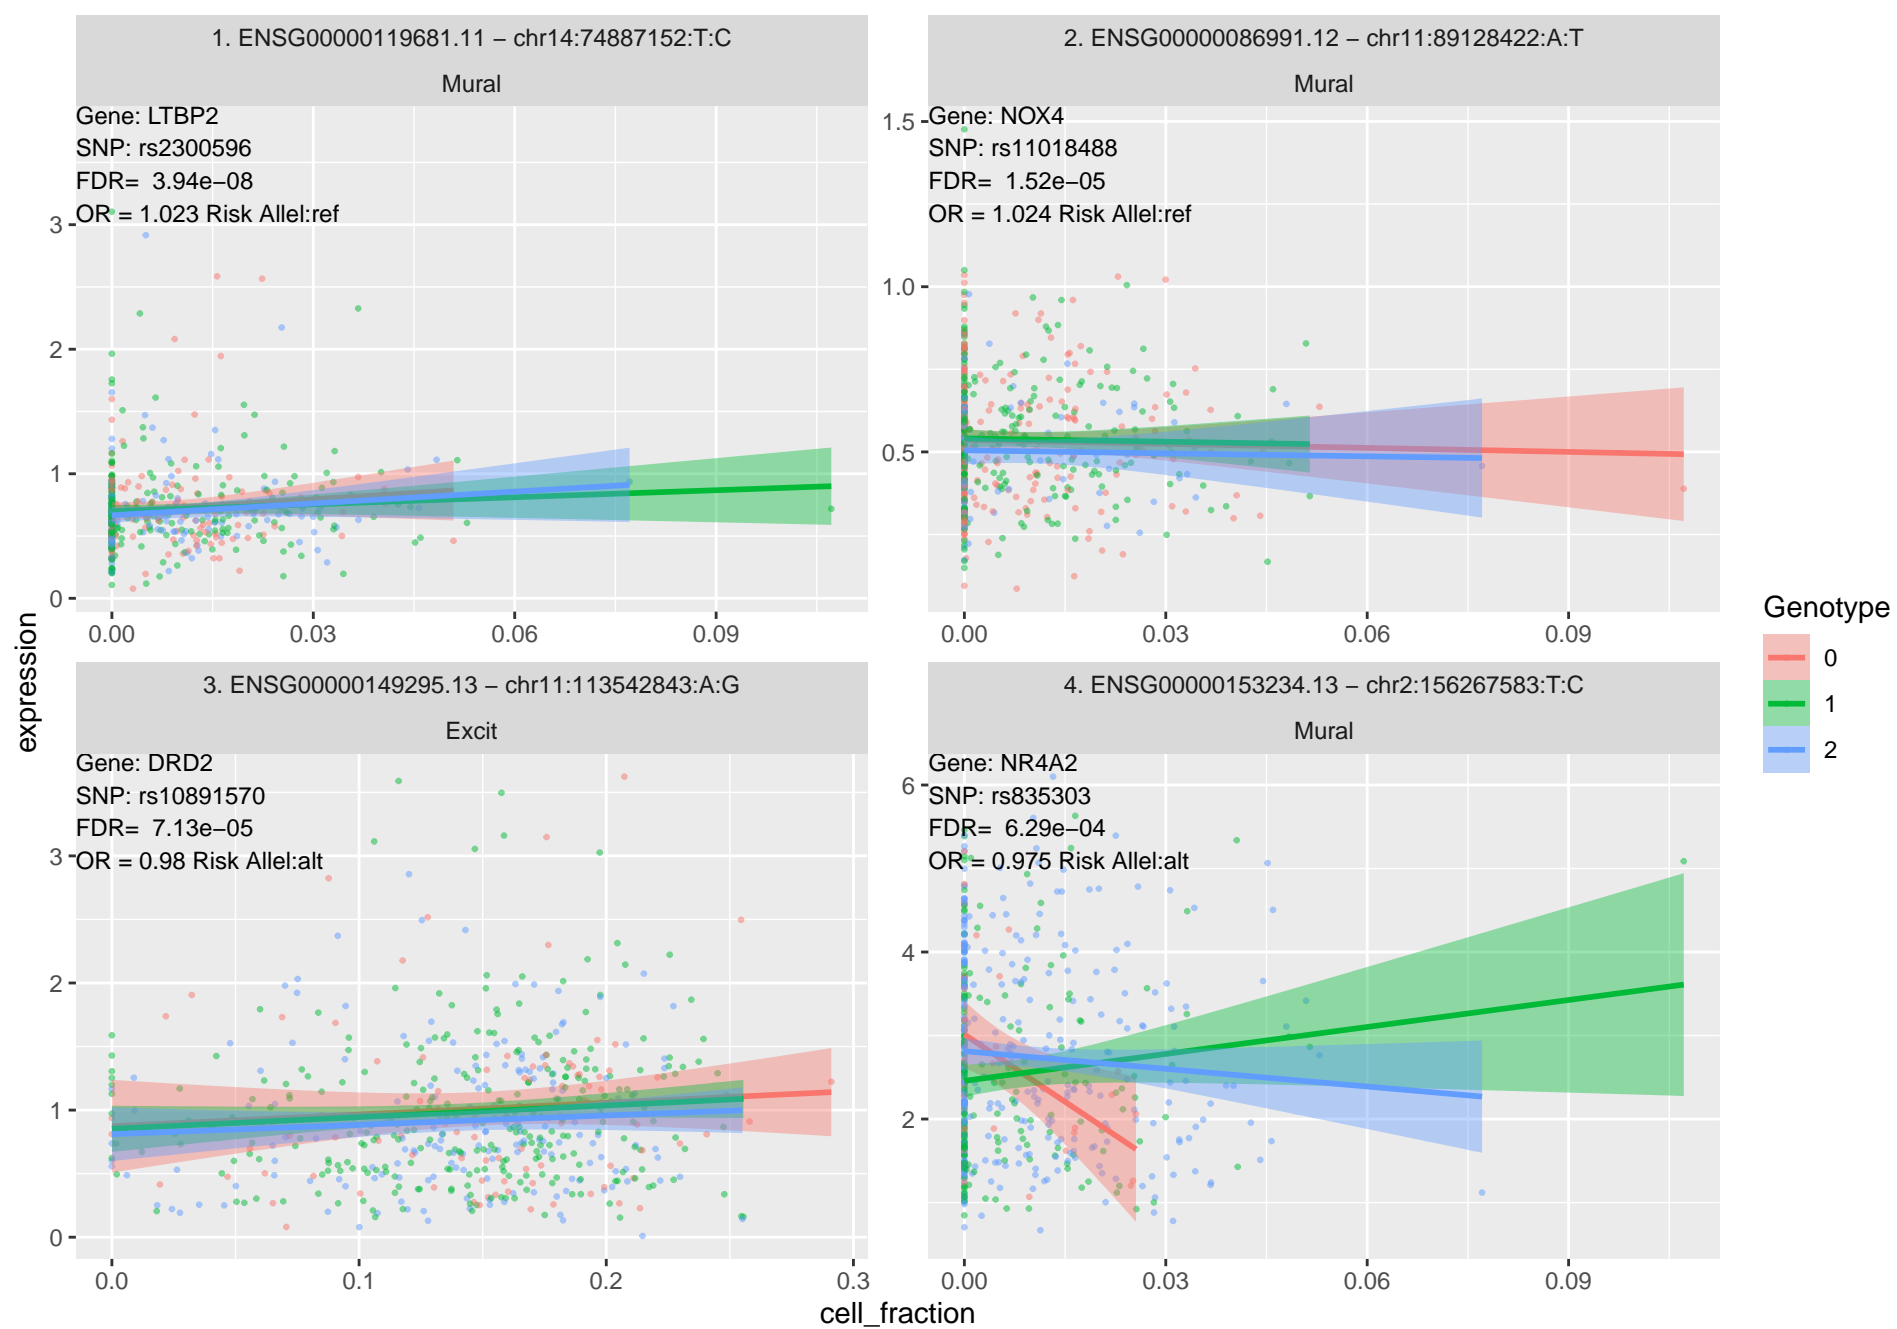 1. ENSG00000119681.11 – chr14:74887152:T:C
Mural
Gene: LTBP2
SNP: rs2300596
FDR=  3.94e−08
OR = 1.023 Risk Allel:ref
3
2
1
0
0.00
0.03
0.06
0.09
2. ENSG00000086991.12 – chr11:89128422:A:T
Mural
Gene: NOX4
SNP: rs11018488
FDR=  1.52e−05
OR = 1.024 Risk Allel:ref
1.5
1.0
0.5
0.00
0.03
0.06
0.09
3. ENSG00000149295.13 – chr11:113542843:A:G
Excit
Gene: DRD2
SNP: rs10891570
FDR=  7.13e−05
OR = 0.98 Risk Allel:alt
3
2
1
0
0.0
0.1
0.2
0.3
4. ENSG00000153234.13 – chr2:156267583:T:C
Mural
Gene: NR4A2
SNP: rs835303
FDR=  6.29e−04
OR = 0.975 Risk Allel:alt
6
4
2
0.00
0.03
0.06
0.09
expression
cell_fraction
Genotype
0
1
2